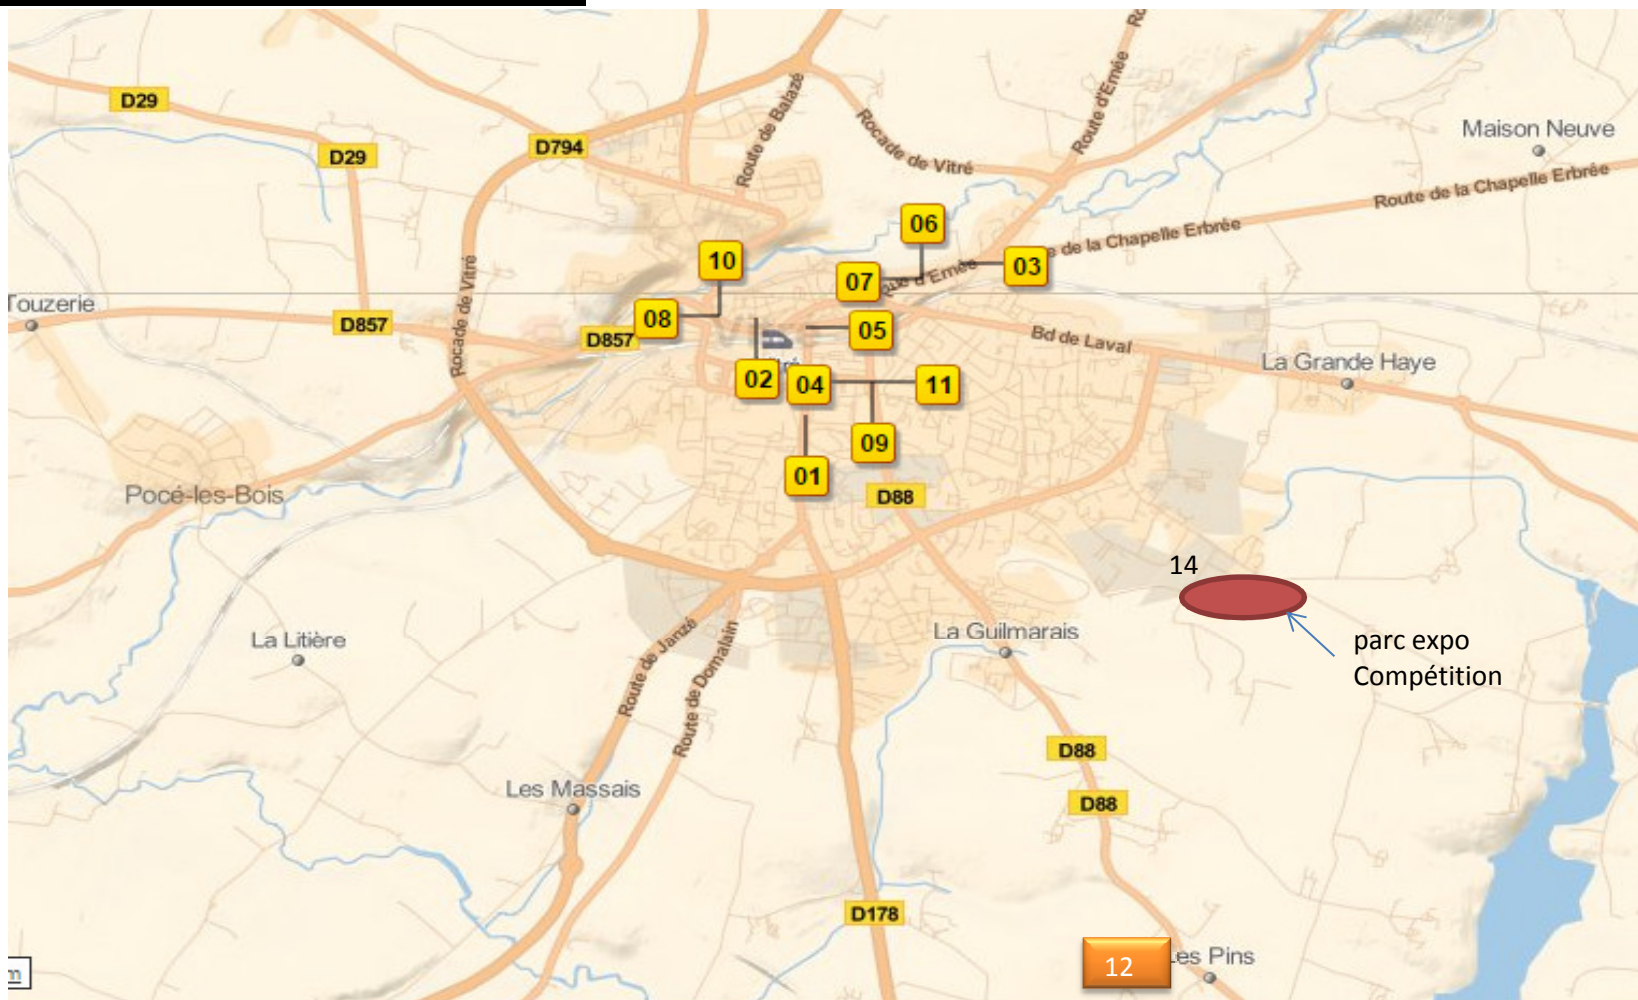 Ro
D29
D29
D794
Route de Balazé
Rocade de Vitré
Route d'Ernée
Maison Neuve
Route de la Chapelle Erbrée
e de la Chapelle Erbrée
06
10
07
03
que d'Ernée
Rocade de Vitré
Touzerie
D857
08
D857
05
Bd de Laval
La Grande Haye
02
04
11
09
01
D88
Pocé-les-Bois
14
parc expo
Compétition
La Guilmarais
La Litière
Route de Janzé
Route de Domalain
D88
D88
Les Massais
D178
12
Les Pins
m